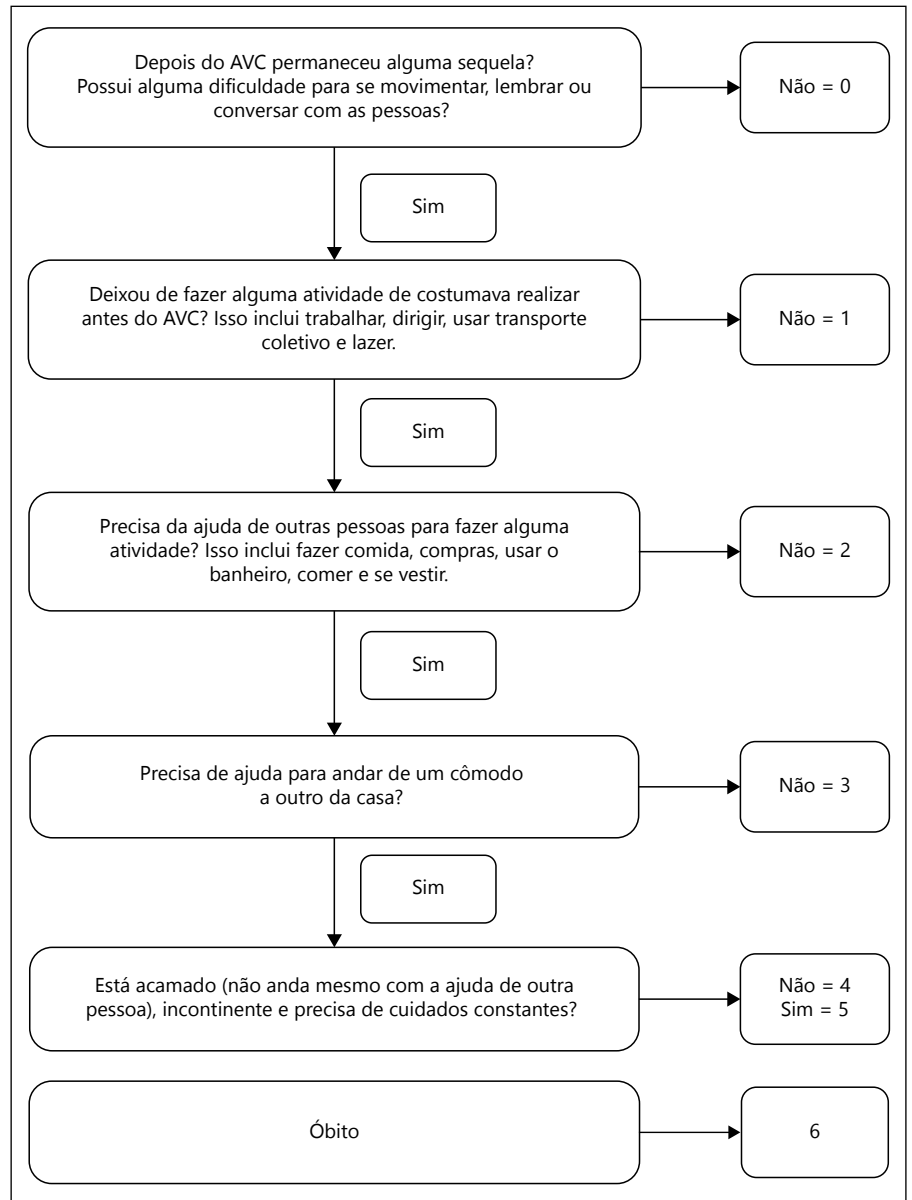 Depois do AVC permaneceu alguma sequela?
Possui alguma dificuldade para se movimentar, lembrar ou
conversar com as pessoas?
Não = 0
Sim
Deixou de fazer alguma atividade de costumava realizar
antes do AVC? Isso inclui trabalhar, dirigir, usar transporte
coletivo e lazer.
Não = 1
Sim
Precisa da ajuda de outras pessoas para fazer alguma
atividade? Isso inclui fazer comida, compras, usar o
banheiro, comer e se vestir.
Não = 2
Sim
Precisa de ajuda para andar de um cômodo
a outro da casa?
Não = 3
Sim
Está acamado (não anda mesmo com a ajuda de outra
pessoa), incontinente e precisa de cuidados constantes?
Não = 4
Sim = 5
Óbito
6